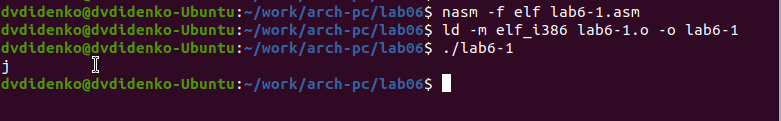 dvdidenko@dvdidenko-Ubuntu:~/work/arch-pc/lab06$ nasm -f elf lab6-1.asm
dvdidenko@dvdidenko-Ubuntu:~/work/arch-pc/lab06$ ld -m elf_i386 lab6-1.o -o lab6-1
dvdidenko@dvdidenko-Ubuntu:~/work/arch-pc/lab06$ ./lab6-1
j
dvdidenko@dvdidenko-Ubuntu:~/work/arch-pc/lab06$